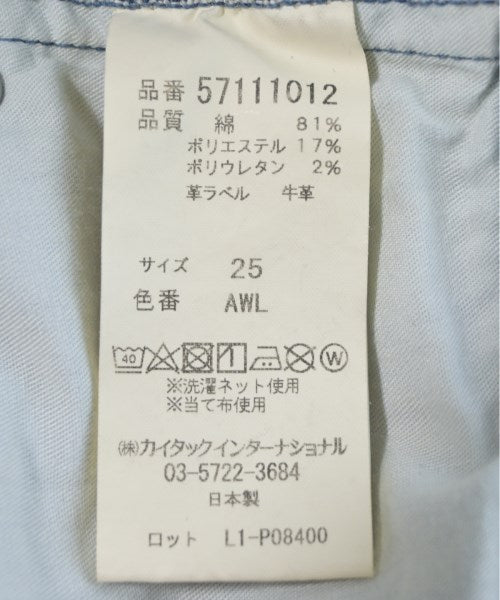 品番 57111012
品質 綿 81%
ポリエステル 17%
ポリウレタン 2%
革ラベル 牛革
サイズ 25
色番 AWL
40 W
※洗濯ネット使用
※当て布使用
㈱カイタックインターナショナル
03-5722-3684
日本製
ロット L1-P08400